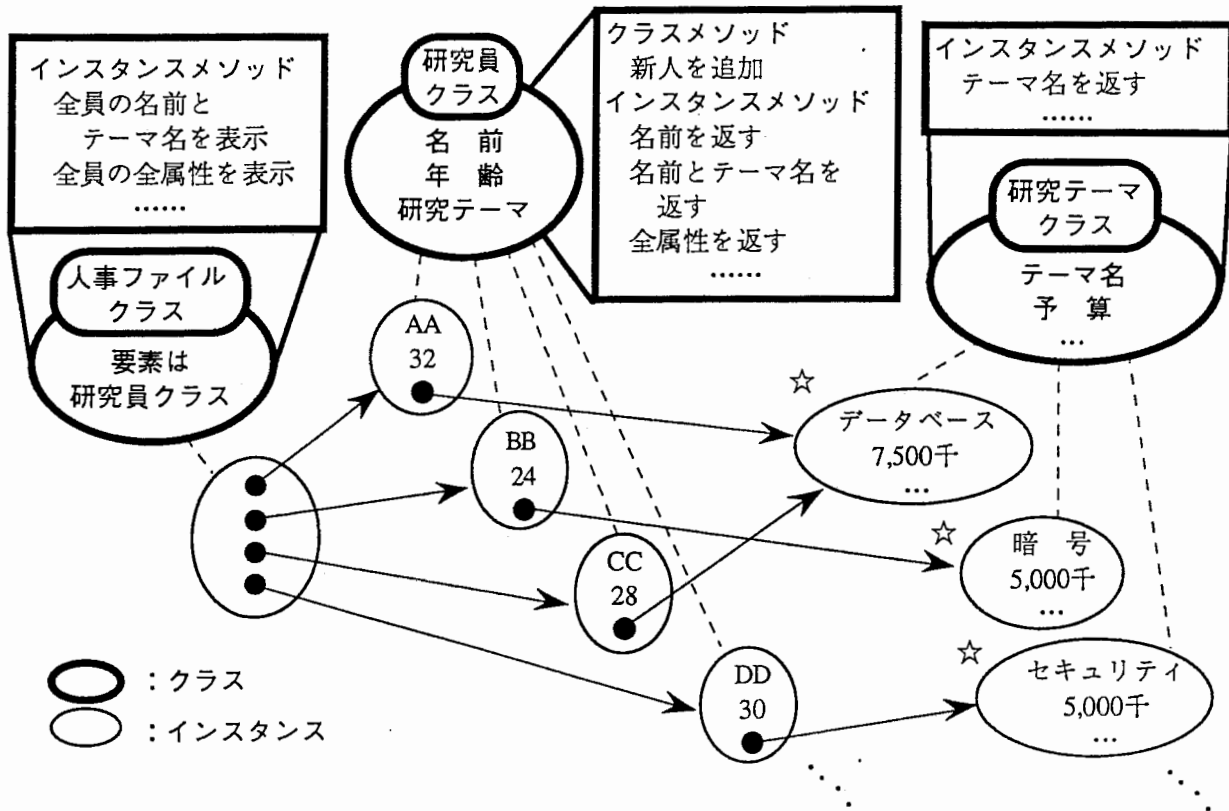 インスタンスメソッド
全員の名前と
テーマ名を表示
全員の全属性を表示
……
人事ファイル
クラス
要素は
研究員クラス
研究員
クラス
名 前
年 齢
研究テーマ
クラスメソッド
新人を追加
インスタンスメソッド
名前を返す
名前とテーマ名を
返す
全属性を返す
……
インスタンスメソッド
テーマ名を返す
……
研究テーマ
クラス
テーマ名
予 算
…
AA
32
BB
24
CC
28
DD
30
☆
データベース
7,500千
…
☆
暗 号
5,000千
…
☆
セキュリティ
5,000千
…
:クラス
:インスタンス